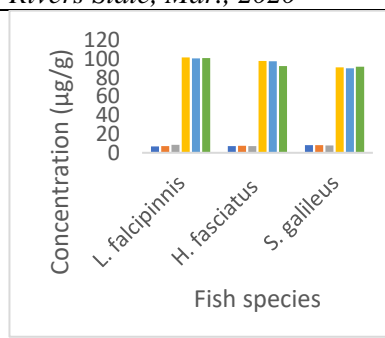 Rivers State, Mar., 2020
120
100
80
60
40
20
0
Concentration (µg/g)
L. falcipinnis
H. fasciatus
S. galileus
Fish species